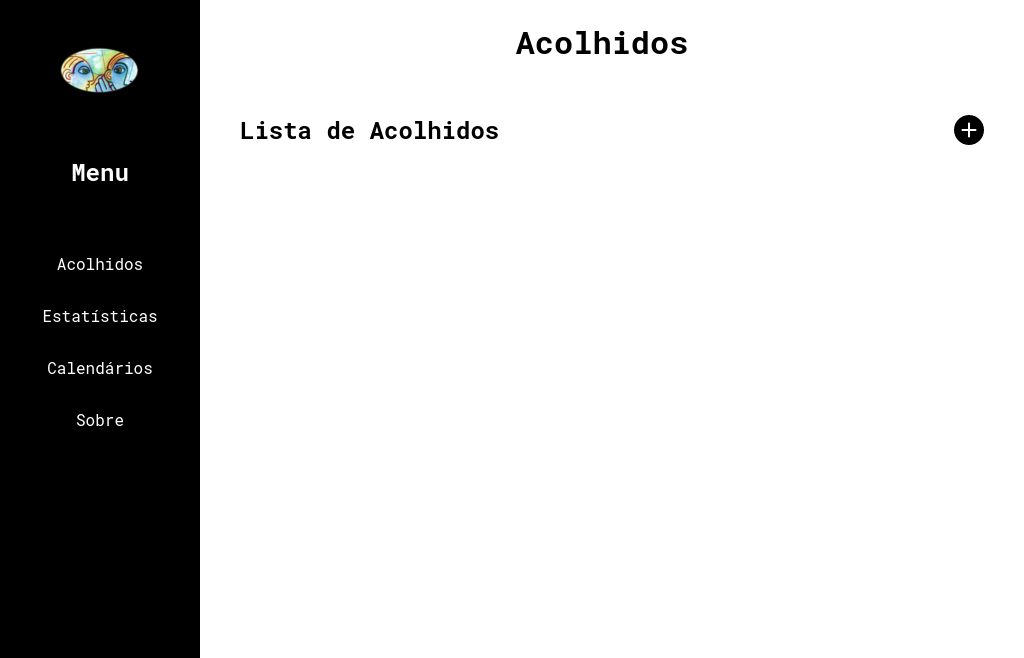 Menu
Acolhidos
Estatísticas
Calendários
Sobre
Acolhidos
Lista de Acolhidos